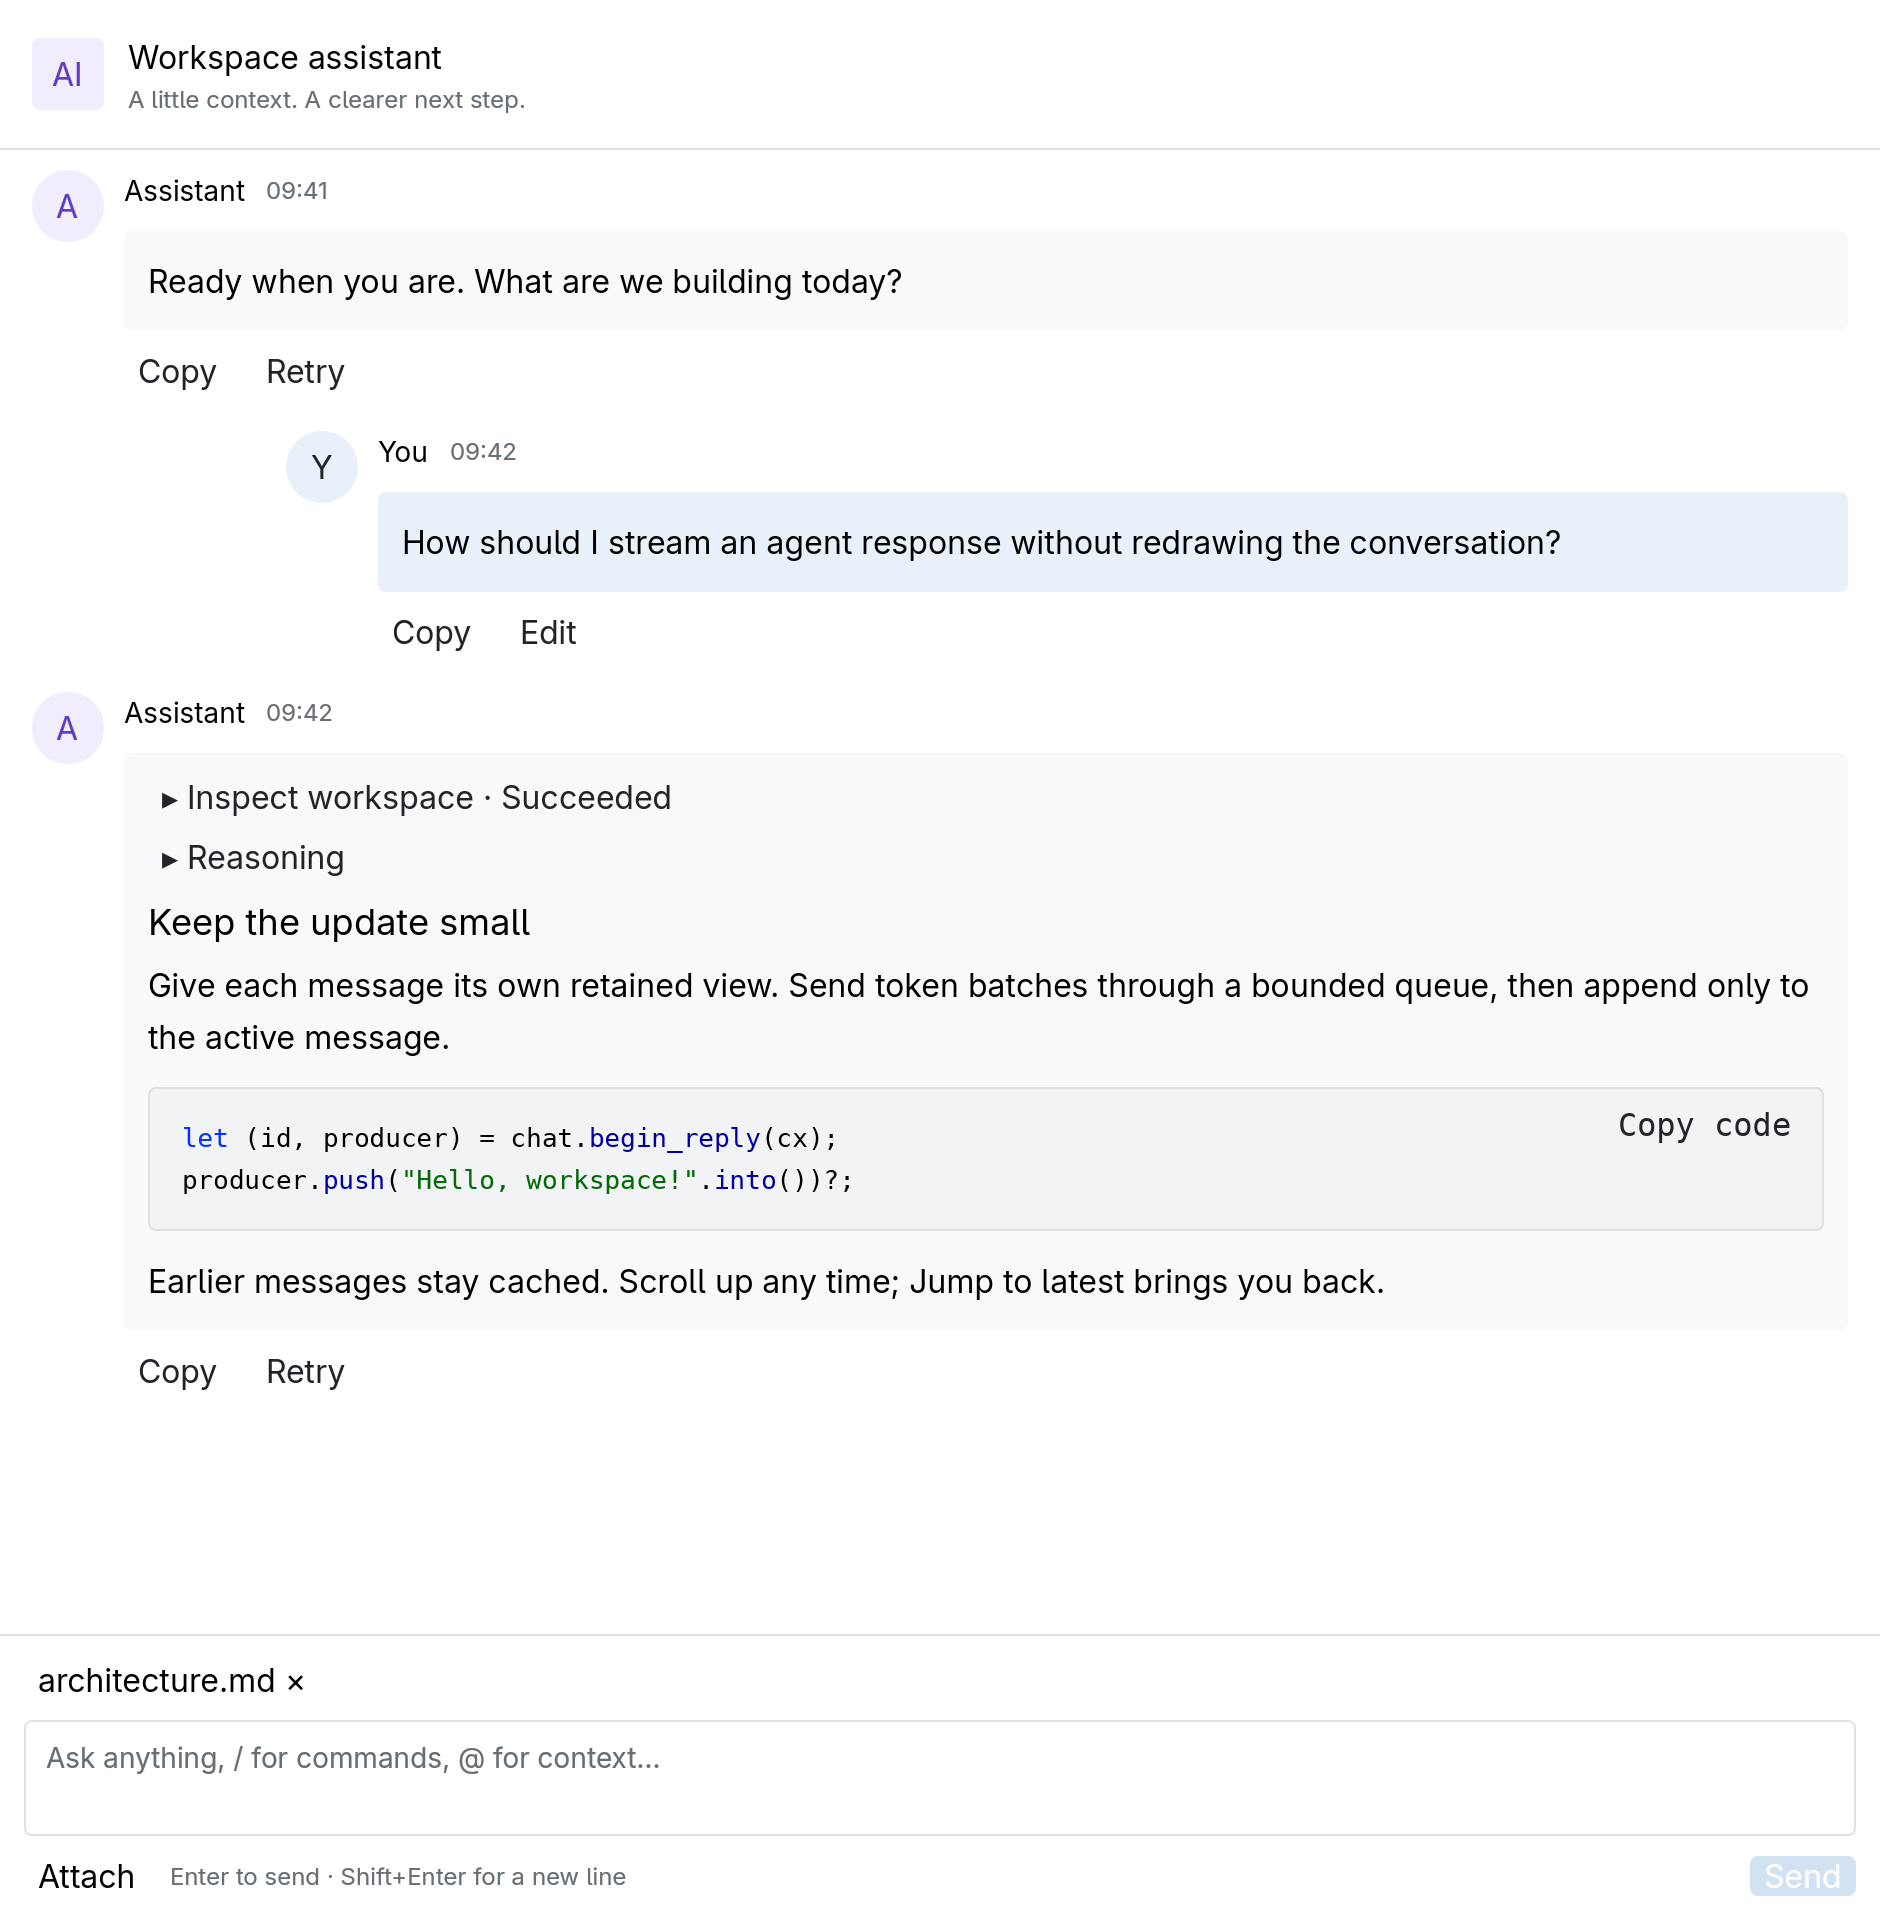 AI
Workspace assistant
A little context. A clearer next step.
A
Assistant 09:41
Ready when you are. What are we building today?
Copy Retry
Y
You 09:42
How should I stream an agent response without redrawing the conversation?
Copy Edit
A
Assistant 09:42
▸ Inspect workspace · Succeeded
▸ Reasoning
Keep the update small
Give each message its own retained view. Send token batches through a bounded queue, then append only to
the active message.
Copy code
let (id, producer) = chat.begin_reply(cx);
producer.push("Hello, workspace!".into())?;
Earlier messages stay cached. Scroll up any time; Jump to latest brings you back.
Copy Retry
architecture.md ×
Ask anything, / for commands, @ for context...
Attach Enter to send · Shift+Enter for a new line Send